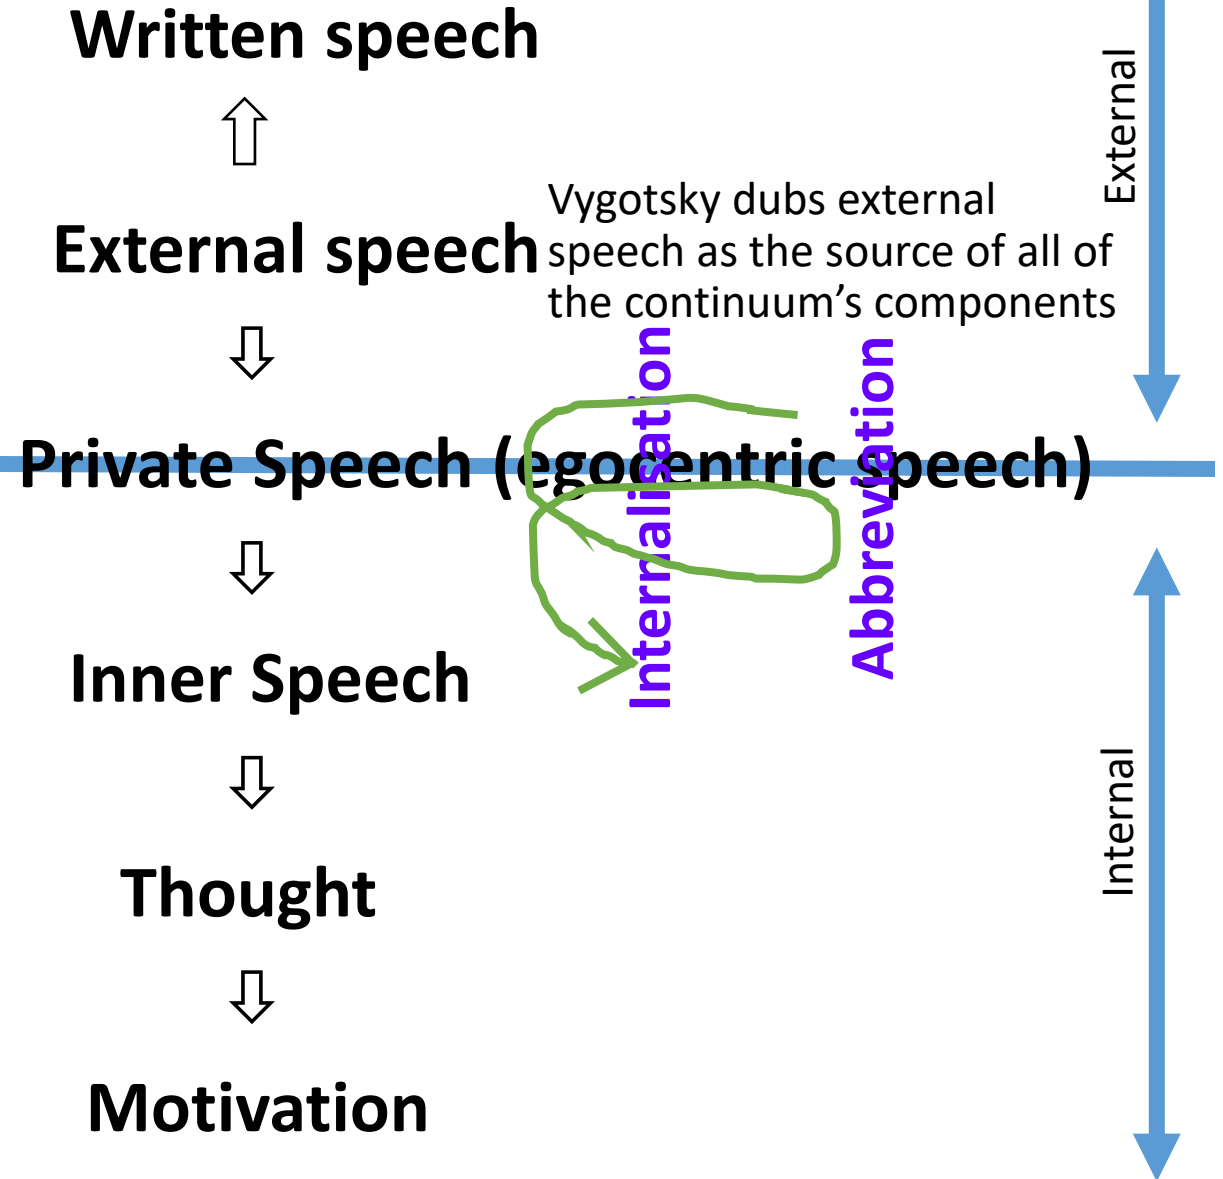 Written speech
External
External speech
Vygotsky dubs external
speech as the source of all of
the continuum’s components
Internalisation
Abbreviation
Private Speech (egocentric speech)
Inner Speech
Internal
Thought
Motivation